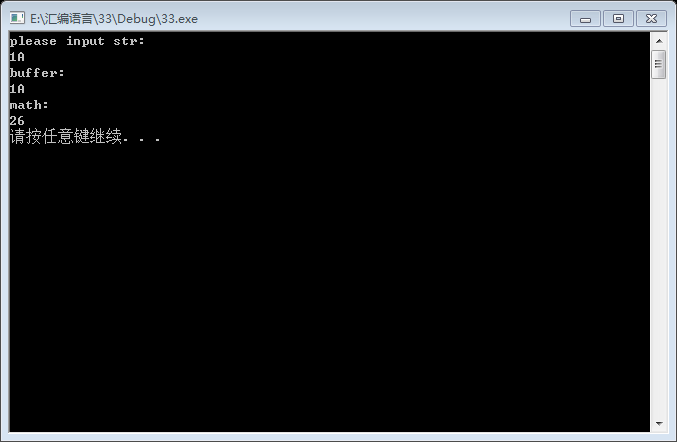 E:\汇编语言\33\Debug\33.exe
please input str:
1A
buffer:
1A
math:
26
请按任意键继续. . .